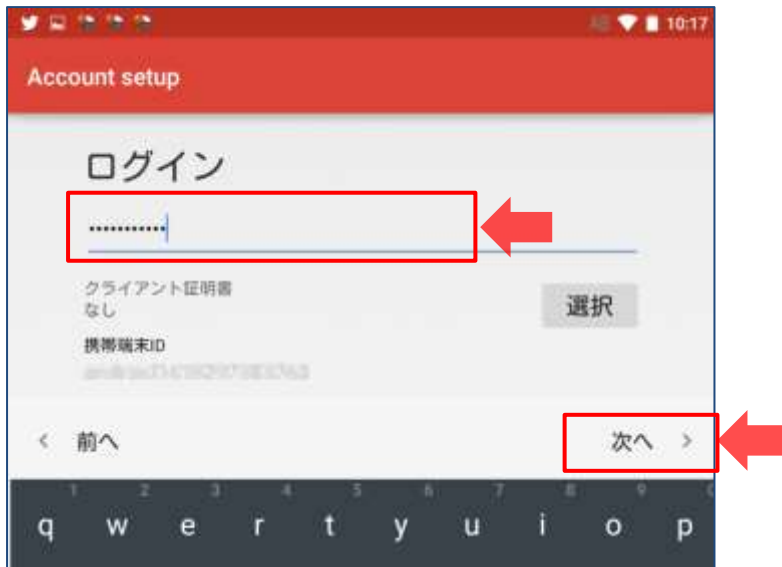 10:17
Account setup
ログイン
•••••••••••
クライアント証明書
なし
選択
携帯端末ID
前へ
次へ
1 2 3 4 5 6 7 8 9
q w e r t y u i o p